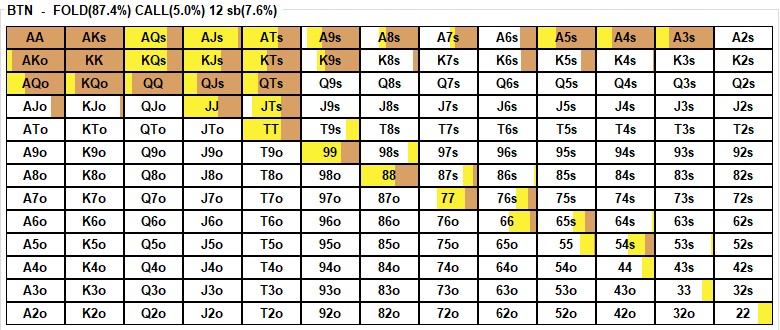 BTN - FOLD(87.4%) CALL(5.0%) 12 sb(7.6%)
AA AKs AQs AJs ATs A9s A8s A7s A6s A5s A4s A3s A2s
AKo KK KQs KJs KTs K9s K8s K7s K6s K5s K4s K3s K2s
AQo KQo QQ QJs QTs Q9s Q8s Q7s Q6s Q5s Q4s Q3s Q2s
AJo KJo QJo JJ JTs J9s J8s J7s J6s J5s J4s J3s J2s
ATo KTo QTo JTo TT T9s T8s T7s T6s T5s T4s T3s T2s
A9o K9o Q9o J9o T9o 99 98s 97s 96s 95s 94s 93s 92s
A8o K8o Q8o J8o T8o 98o 88 87s 86s 85s 84s 83s 82s
A7o K7o Q7o J7o T7o 97o 87o 77 76s 75s 74s 73s 72s
A6o K6o Q6o J6o T6o 96o 86o 76o 66 65s 64s 63s 62s
A5o K5o Q5o J5o T5o 95o 85o 75o 65o 55 54s 53s 52s
A4o K4o Q4o J4o T4o 94o 84o 74o 64o 54o 44 43s 42s
A3o K3o Q3o J3o T3o 93o 83o 73o 63o 53o 43o 33 32s
A2o K2o Q2o J2o T2o 92o 82o 72o 62o 52o 42o 32o 22